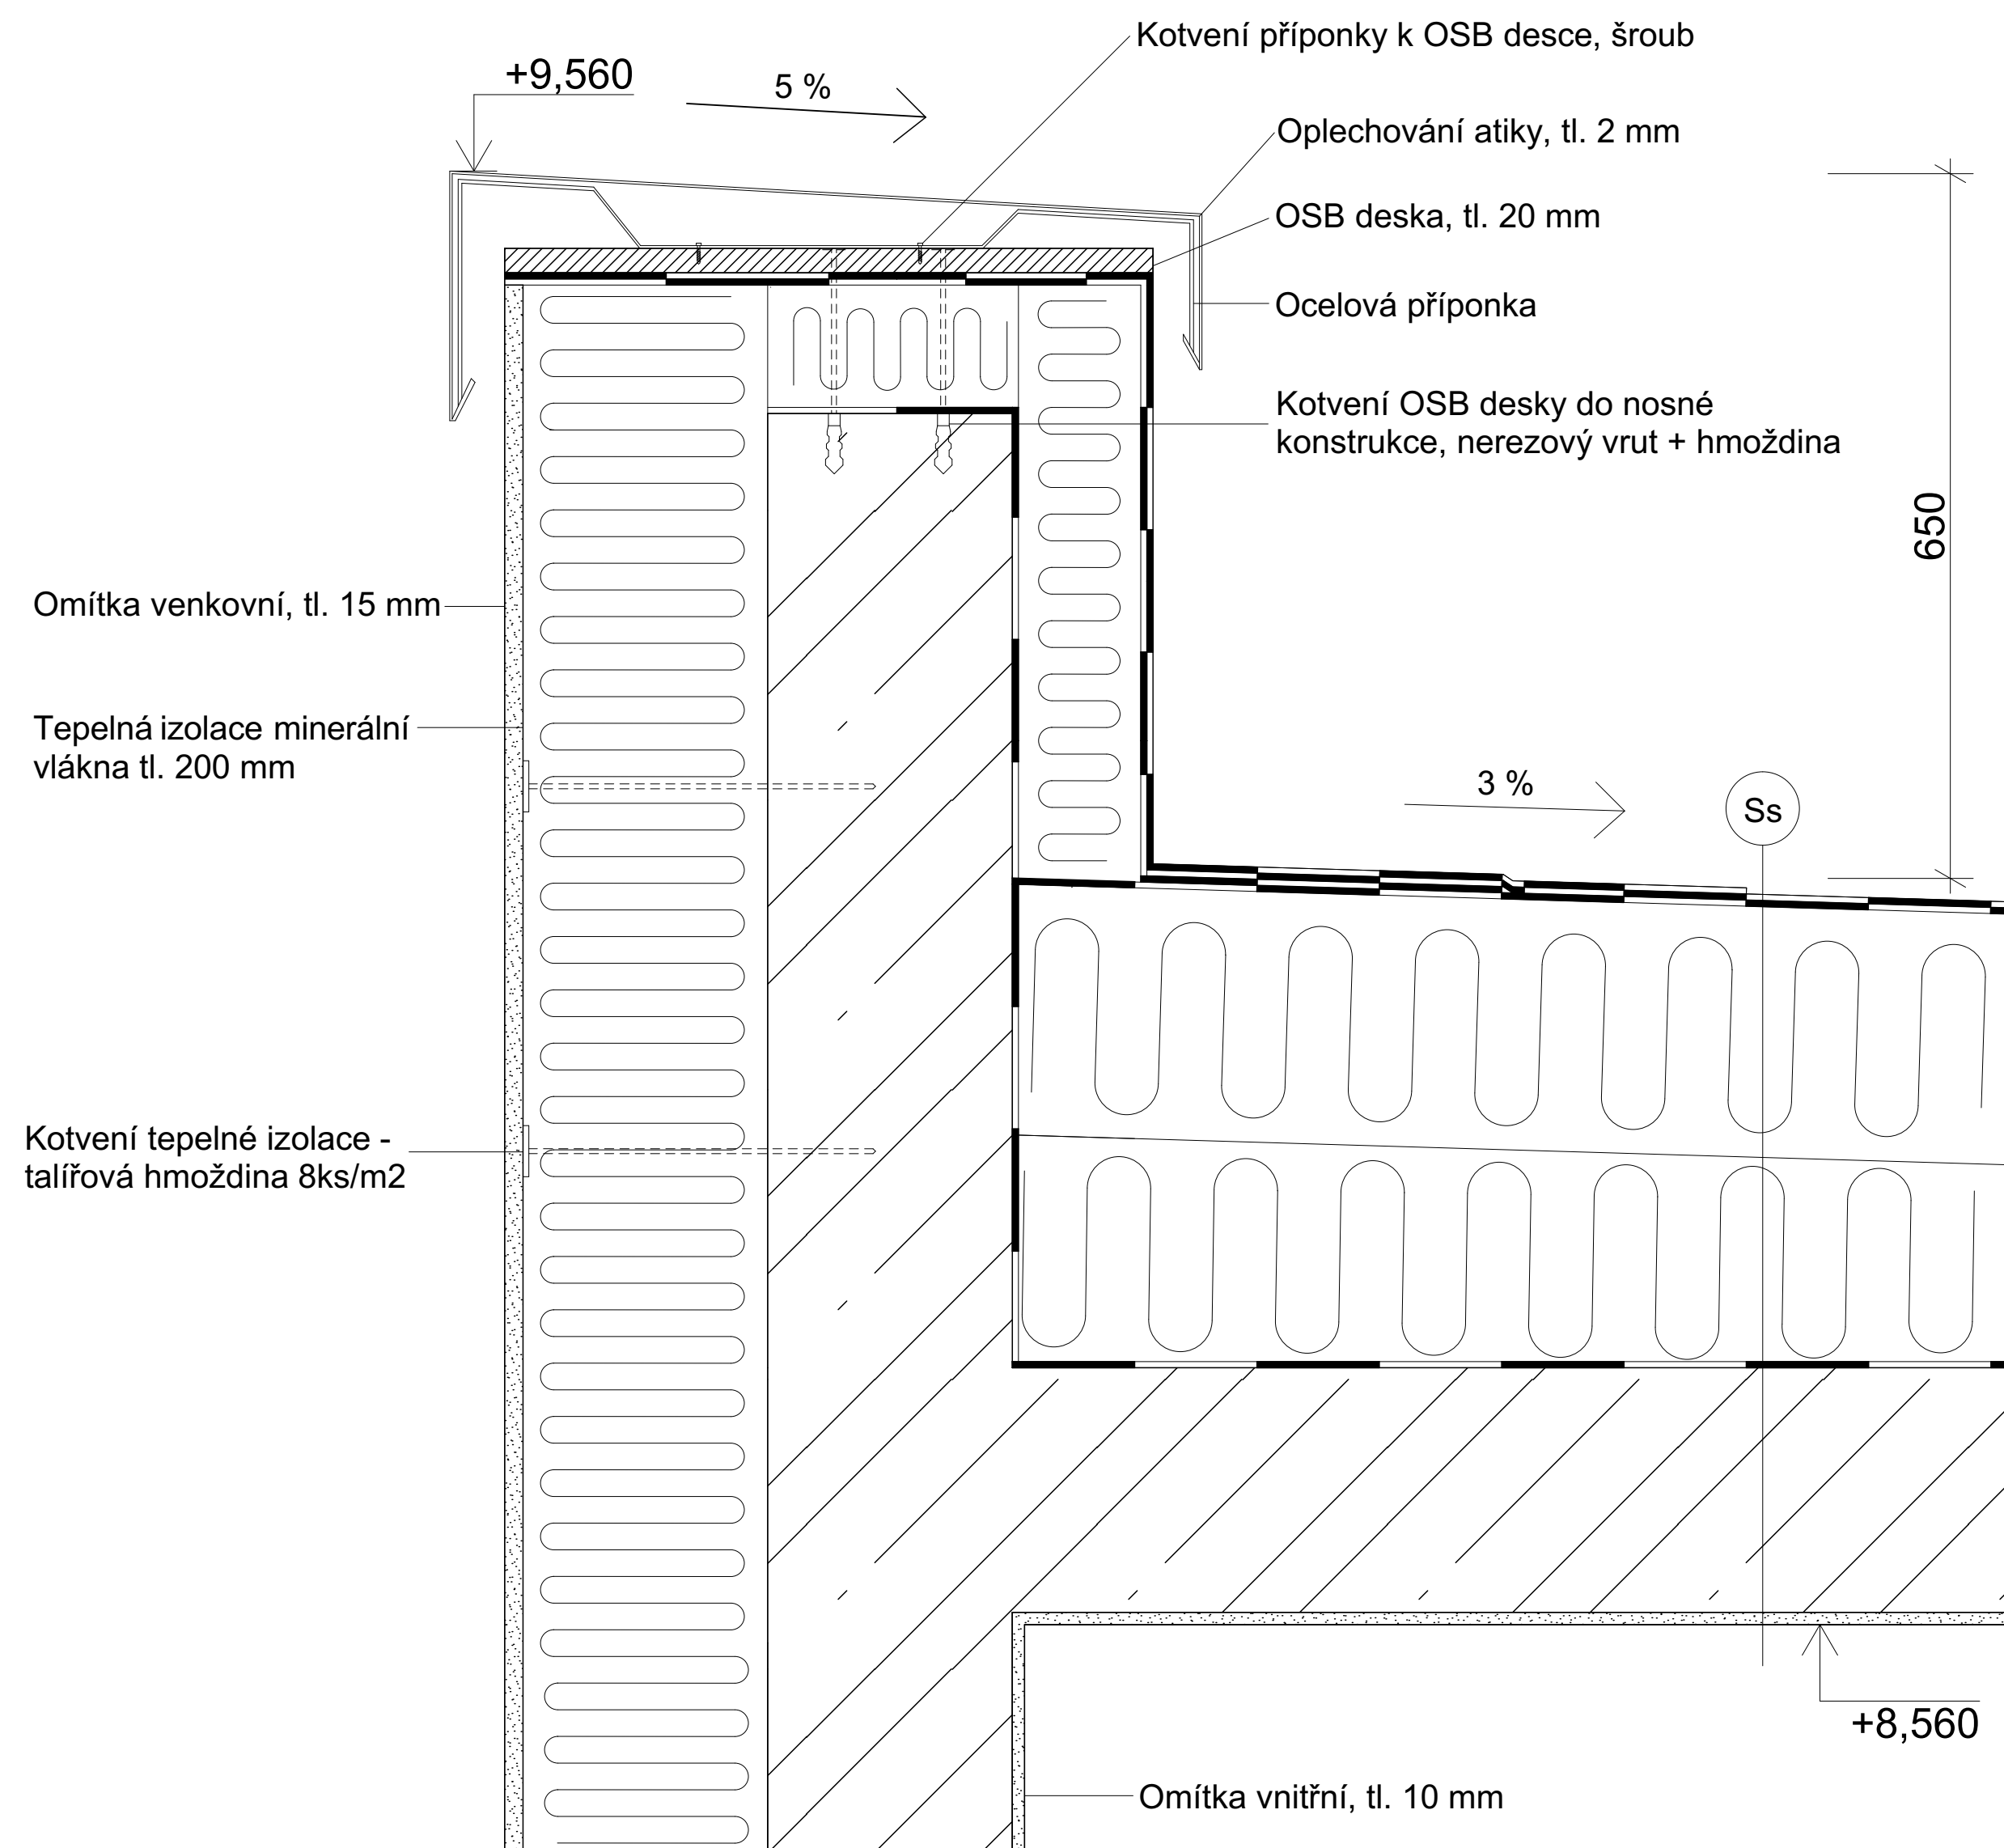 Kotvení příponky k OSB desce, šroub
+9,560
5 %
Oplechování atiky, tl. 2 mm
OSB deska, tl. 20 mm
Ocelová příponka
Kotvení OSB desky do nosné
konstrukce, nerezový vrut + hmoždina
650
Omítka venkovní, tl. 15 mm
Tepelná izolace minerální
vlákna tl. 200 mm
3 %
Ss
Kotvení tepelné izolace -
talířová hmoždina 8ks/m2
+8,560
Omítka vnitřní, tl. 10 mm